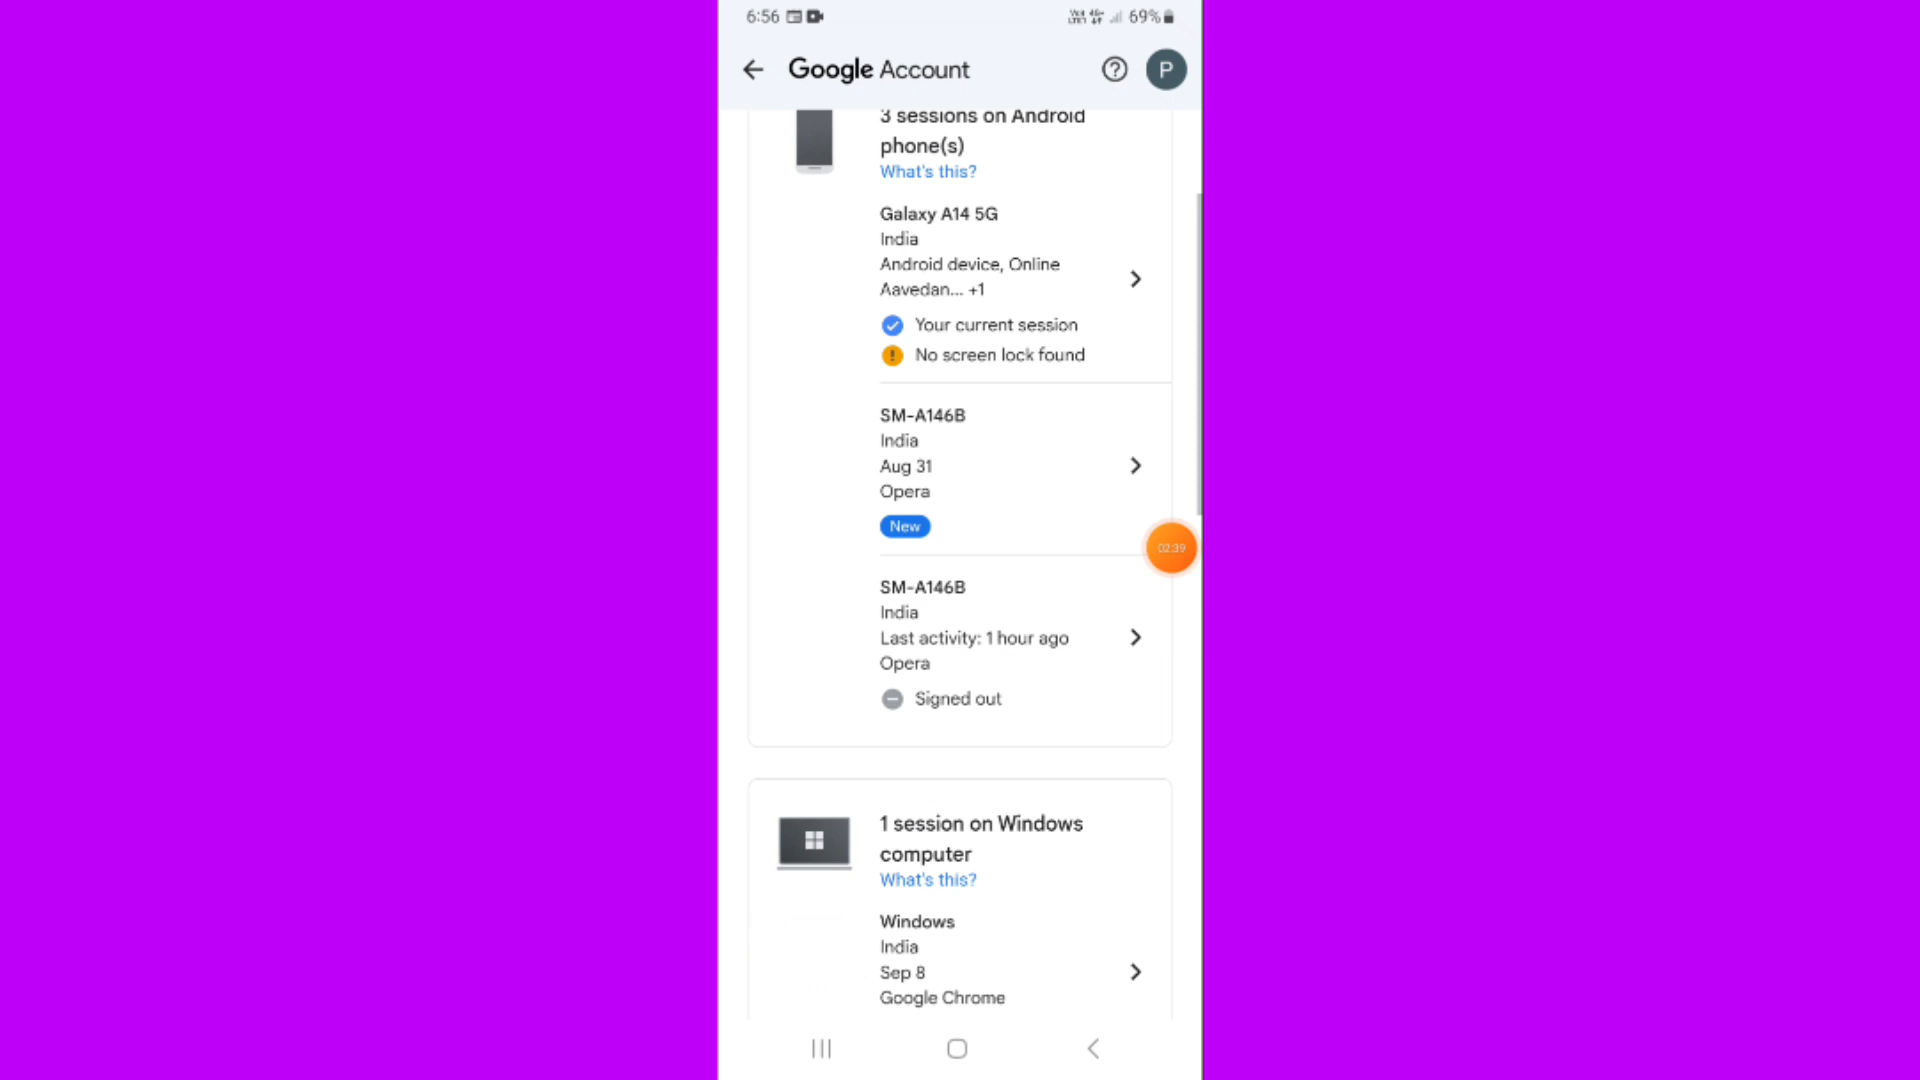 6:56
69%
Google Account
P
3 sessions on Android
phone(s)
What's this?
Galaxy A14 5G
India
Android device, Online
Aavedan... +1
Your current session
No screen lock found
SM-A146B
India
Aug 31
Opera
New
02:39
SM-A146B
India
Last activity: 1 hour ago
Opera
Signed out
1 session on Windows
computer
What's this?
Windows
India
Sep 8
Google Chrome